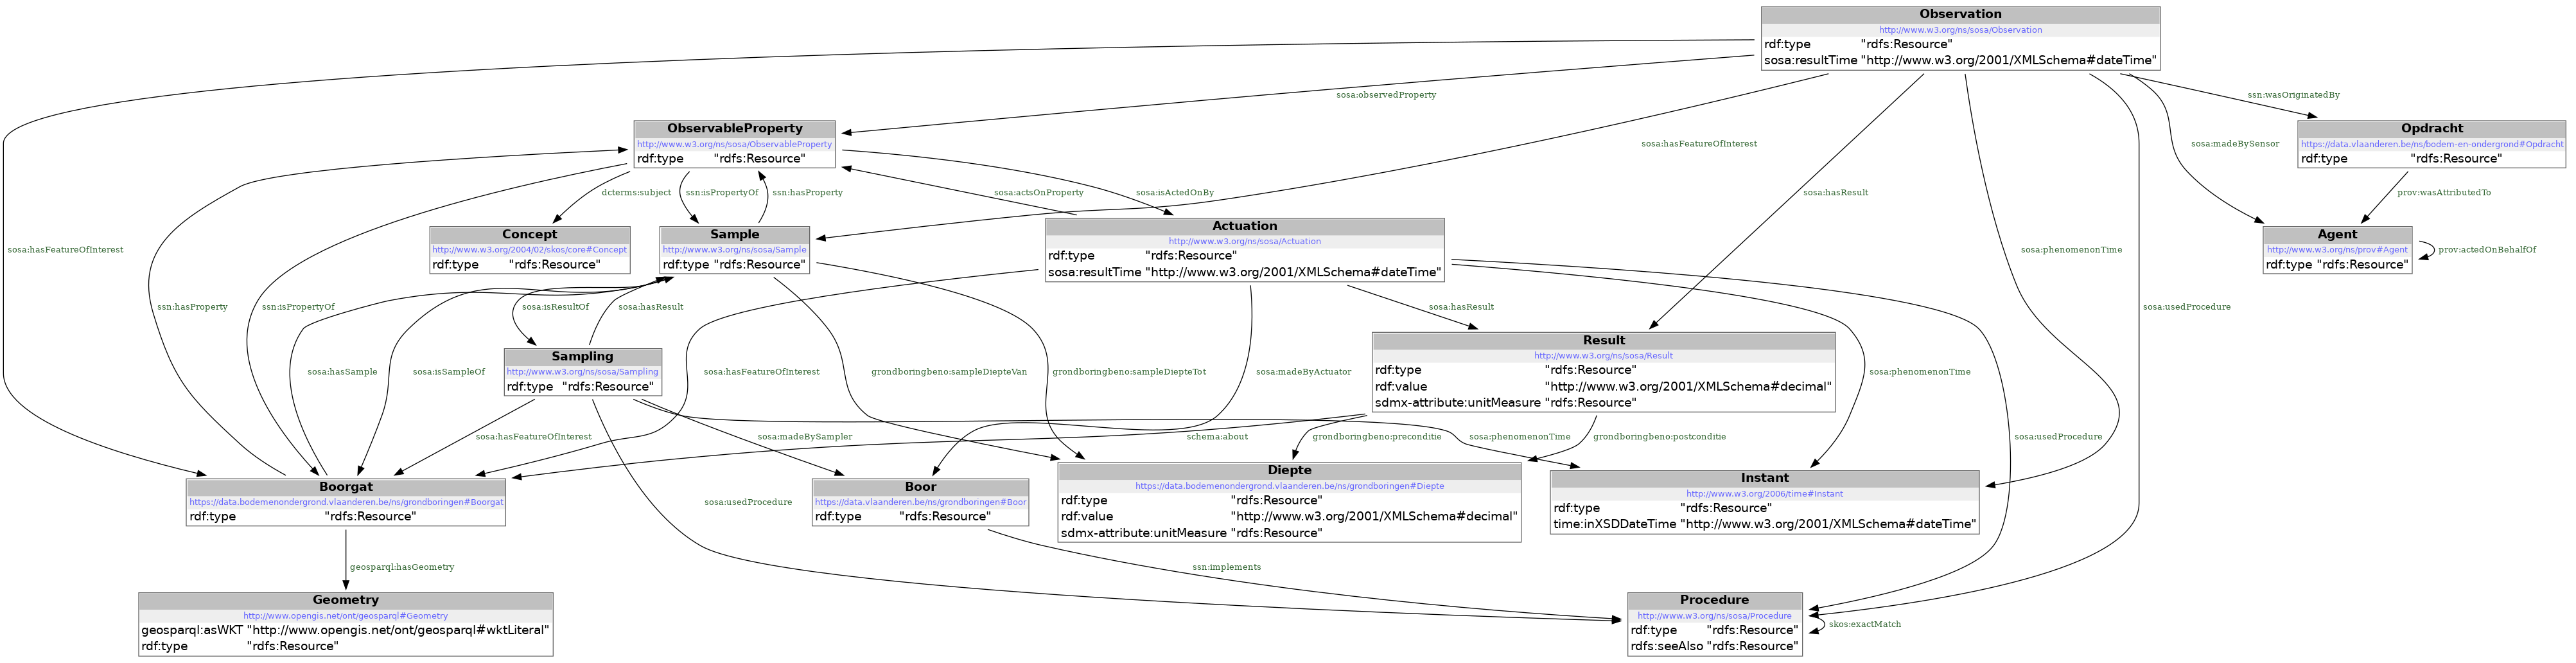 Observation
http://www.w3.org/ns/sosa/Observation
rdf:type "rdfs:Resource"
sosa:resultTime "http://www.w3.org/2001/XMLSchema#dateTime"
sosa:observedProperty
ssn:wasOriginatedBy
ObservableProperty
http://www.w3.org/ns/sosa/ObservableProperty
rdf:type "rdfs:Resource"
Opdracht
https://data.vlaanderen.be/ns/bodem-en-ondergrond#Opdracht
rdf:type "rdfs:Resource"
sosa:hasFeatureOfInterest
sosa:madeBySensor
dcterms:subject
ssn:isPropertyOf
ssn:hasProperty
sosa:actsOnProperty
sosa:isActedOnBy
sosa:hasResult
prov:wasAttributedTo
Concept
http://www.w3.org/2004/02/skos/core#Concept
rdf:type "rdfs:Resource"
Sample
http://www.w3.org/ns/sosa/Sample
rdf:type "rdfs:Resource"
Actuation
http://www.w3.org/ns/sosa/Actuation
rdf:type "rdfs:Resource"
sosa:resultTime "http://www.w3.org/2001/XMLSchema#dateTime"
Agent
http://www.w3.org/ns/prov#Agent
rdf:type "rdfs:Resource"
prov:actedOnBehalfOf
sosa:hasFeatureOfInterest
sosa:phenomenonTime
ssn:hasProperty
ssn:isPropertyOf
sosa:isResultOf
sosa:hasResult
sosa:hasResult
sosa:usedProcedure
Sampling
http://www.w3.org/ns/sosa/Sampling
rdf:type "rdfs:Resource"
Result
http://www.w3.org/ns/sosa/Result
rdf:type "rdfs:Resource"
rdf:value "http://www.w3.org/2001/XMLSchema#decimal"
sdmx-attribute:unitMeasure "rdfs:Resource"
sosa:hasSample
sosa:isSampleOf
sosa:hasFeatureOfInterest
grondboringbeno:sampleDiepteVan
grondboringbeno:sampleDiepteTot
sosa:madeByActuator
sosa:phenomenonTime
sosa:hasFeatureOfInterest
sosa:madeBySampler
schema:about
grondboringbeno:preconditie
sosa:phenomenonTime
grondboringbeno:postconditie
sosa:usedProcedure
Boorgat
https://data.bodemenondergrond.vlaanderen.be/ns/grondboringen#Boorgat
rdf:type "rdfs:Resource"
Boor
https://data.vlaanderen.be/ns/grondboringen#Boor
rdf:type "rdfs:Resource"
Diepte
https://data.bodemenondergrond.vlaanderen.be/ns/grondboringen#Diepte
rdf:type "rdfs:Resource"
rdf:value "http://www.w3.org/2001/XMLSchema#decimal"
sdmx-attribute:unitMeasure "rdfs:Resource"
Instant
http://www.w3.org/2006/time#Instant
rdf:type "rdfs:Resource"
time:inXSDDateTime "http://www.w3.org/2001/XMLSchema#dateTime"
sosa:usedProcedure
geosparql:hasGeometry
ssn:implements
Geometry
http://www.opengis.net/ont/geosparql#Geometry
geosparql:asWKT "http://www.opengis.net/ont/geosparql#wktLiteral"
rdf:type "rdfs:Resource"
Procedure
http://www.w3.org/ns/sosa/Procedure
rdf:type "rdfs:Resource"
rdfs:seeAlso "rdfs:Resource"
skos:exactMatch